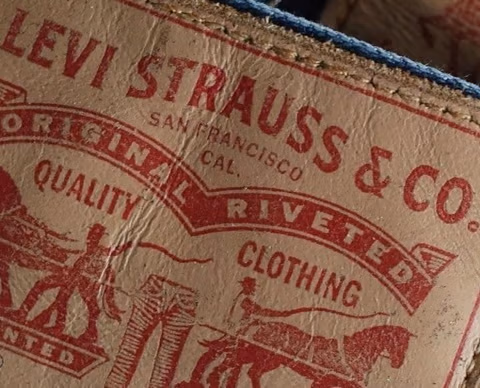 LEVI STRAUSS & CO.
SAN FRANCISCO
CAL.
ORIGINAL RIVETED
QUALITY CLOTHING